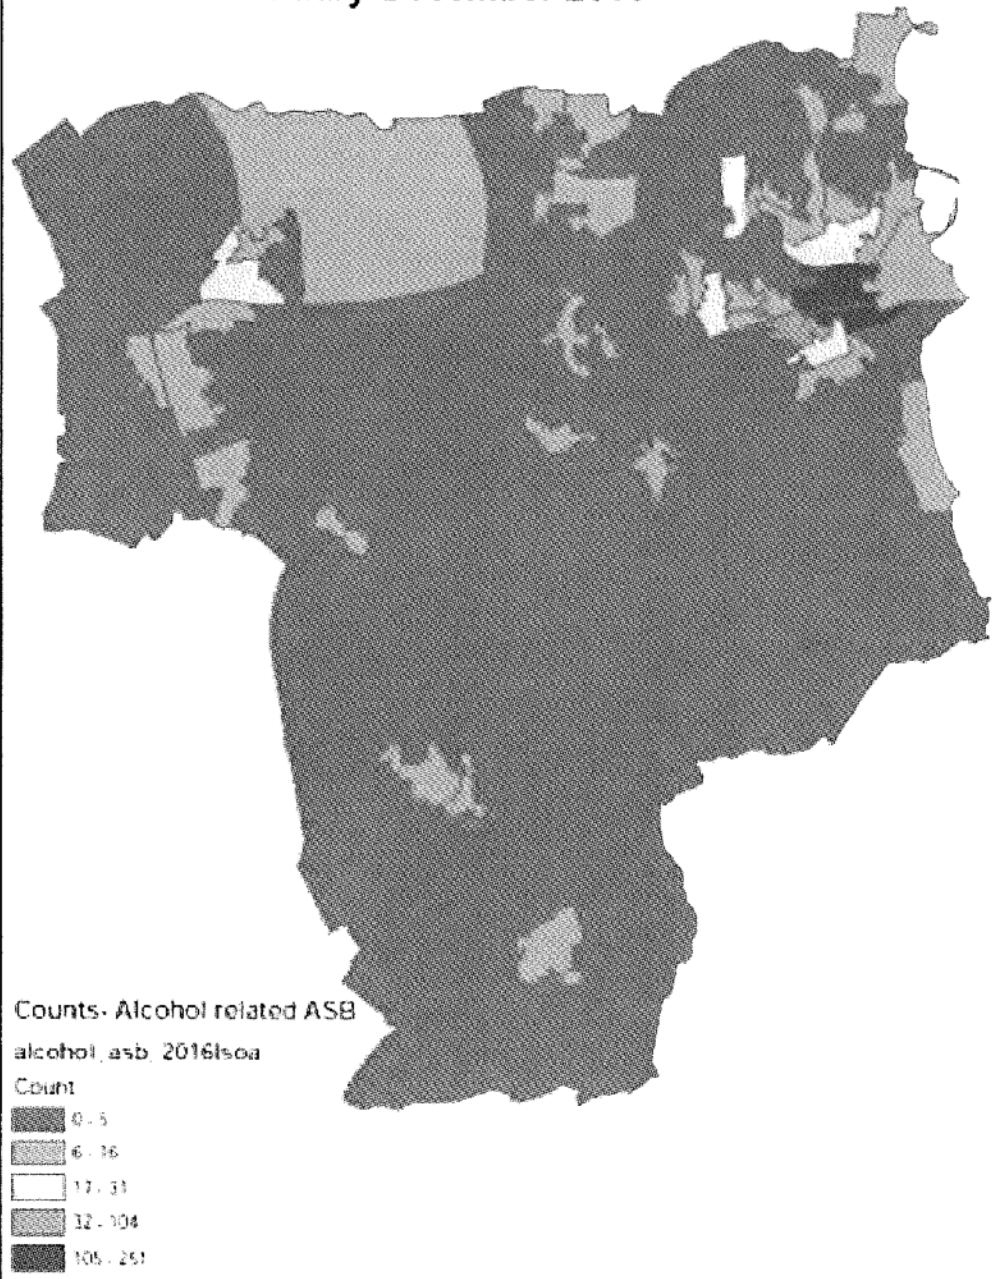 Counts- Alcohol related ASB
alcohol_asb_2016lsoa
Count
0 - 5
6 - 16
17 - 31
32 - 104
105 - 251